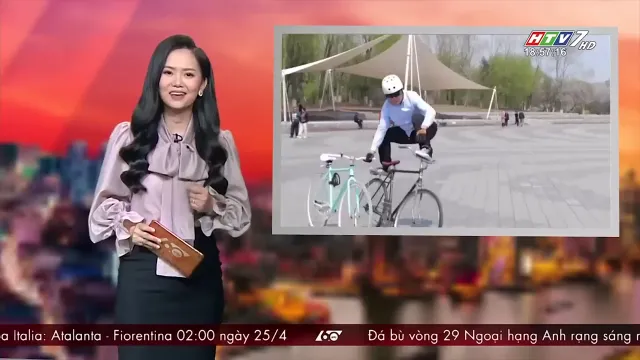 HTV7 HD
18:57:16
a Italia: Atalanta - Fiorentina 02:00 ngày 25/4 60 Đá bù vòng 29 Ngoại hạng Anh rạng sáng